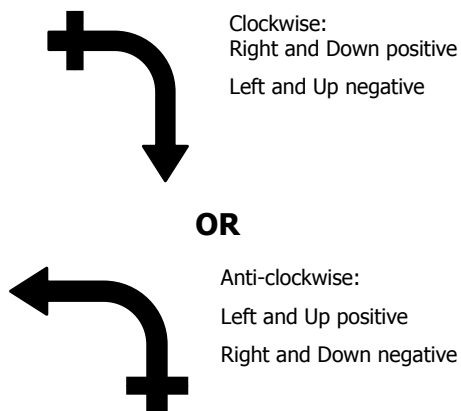 Clockwise:
Right and Down positive
Left and Up negative
OR
Anti-clockwise:
Left and Up positive
Right and Down negative